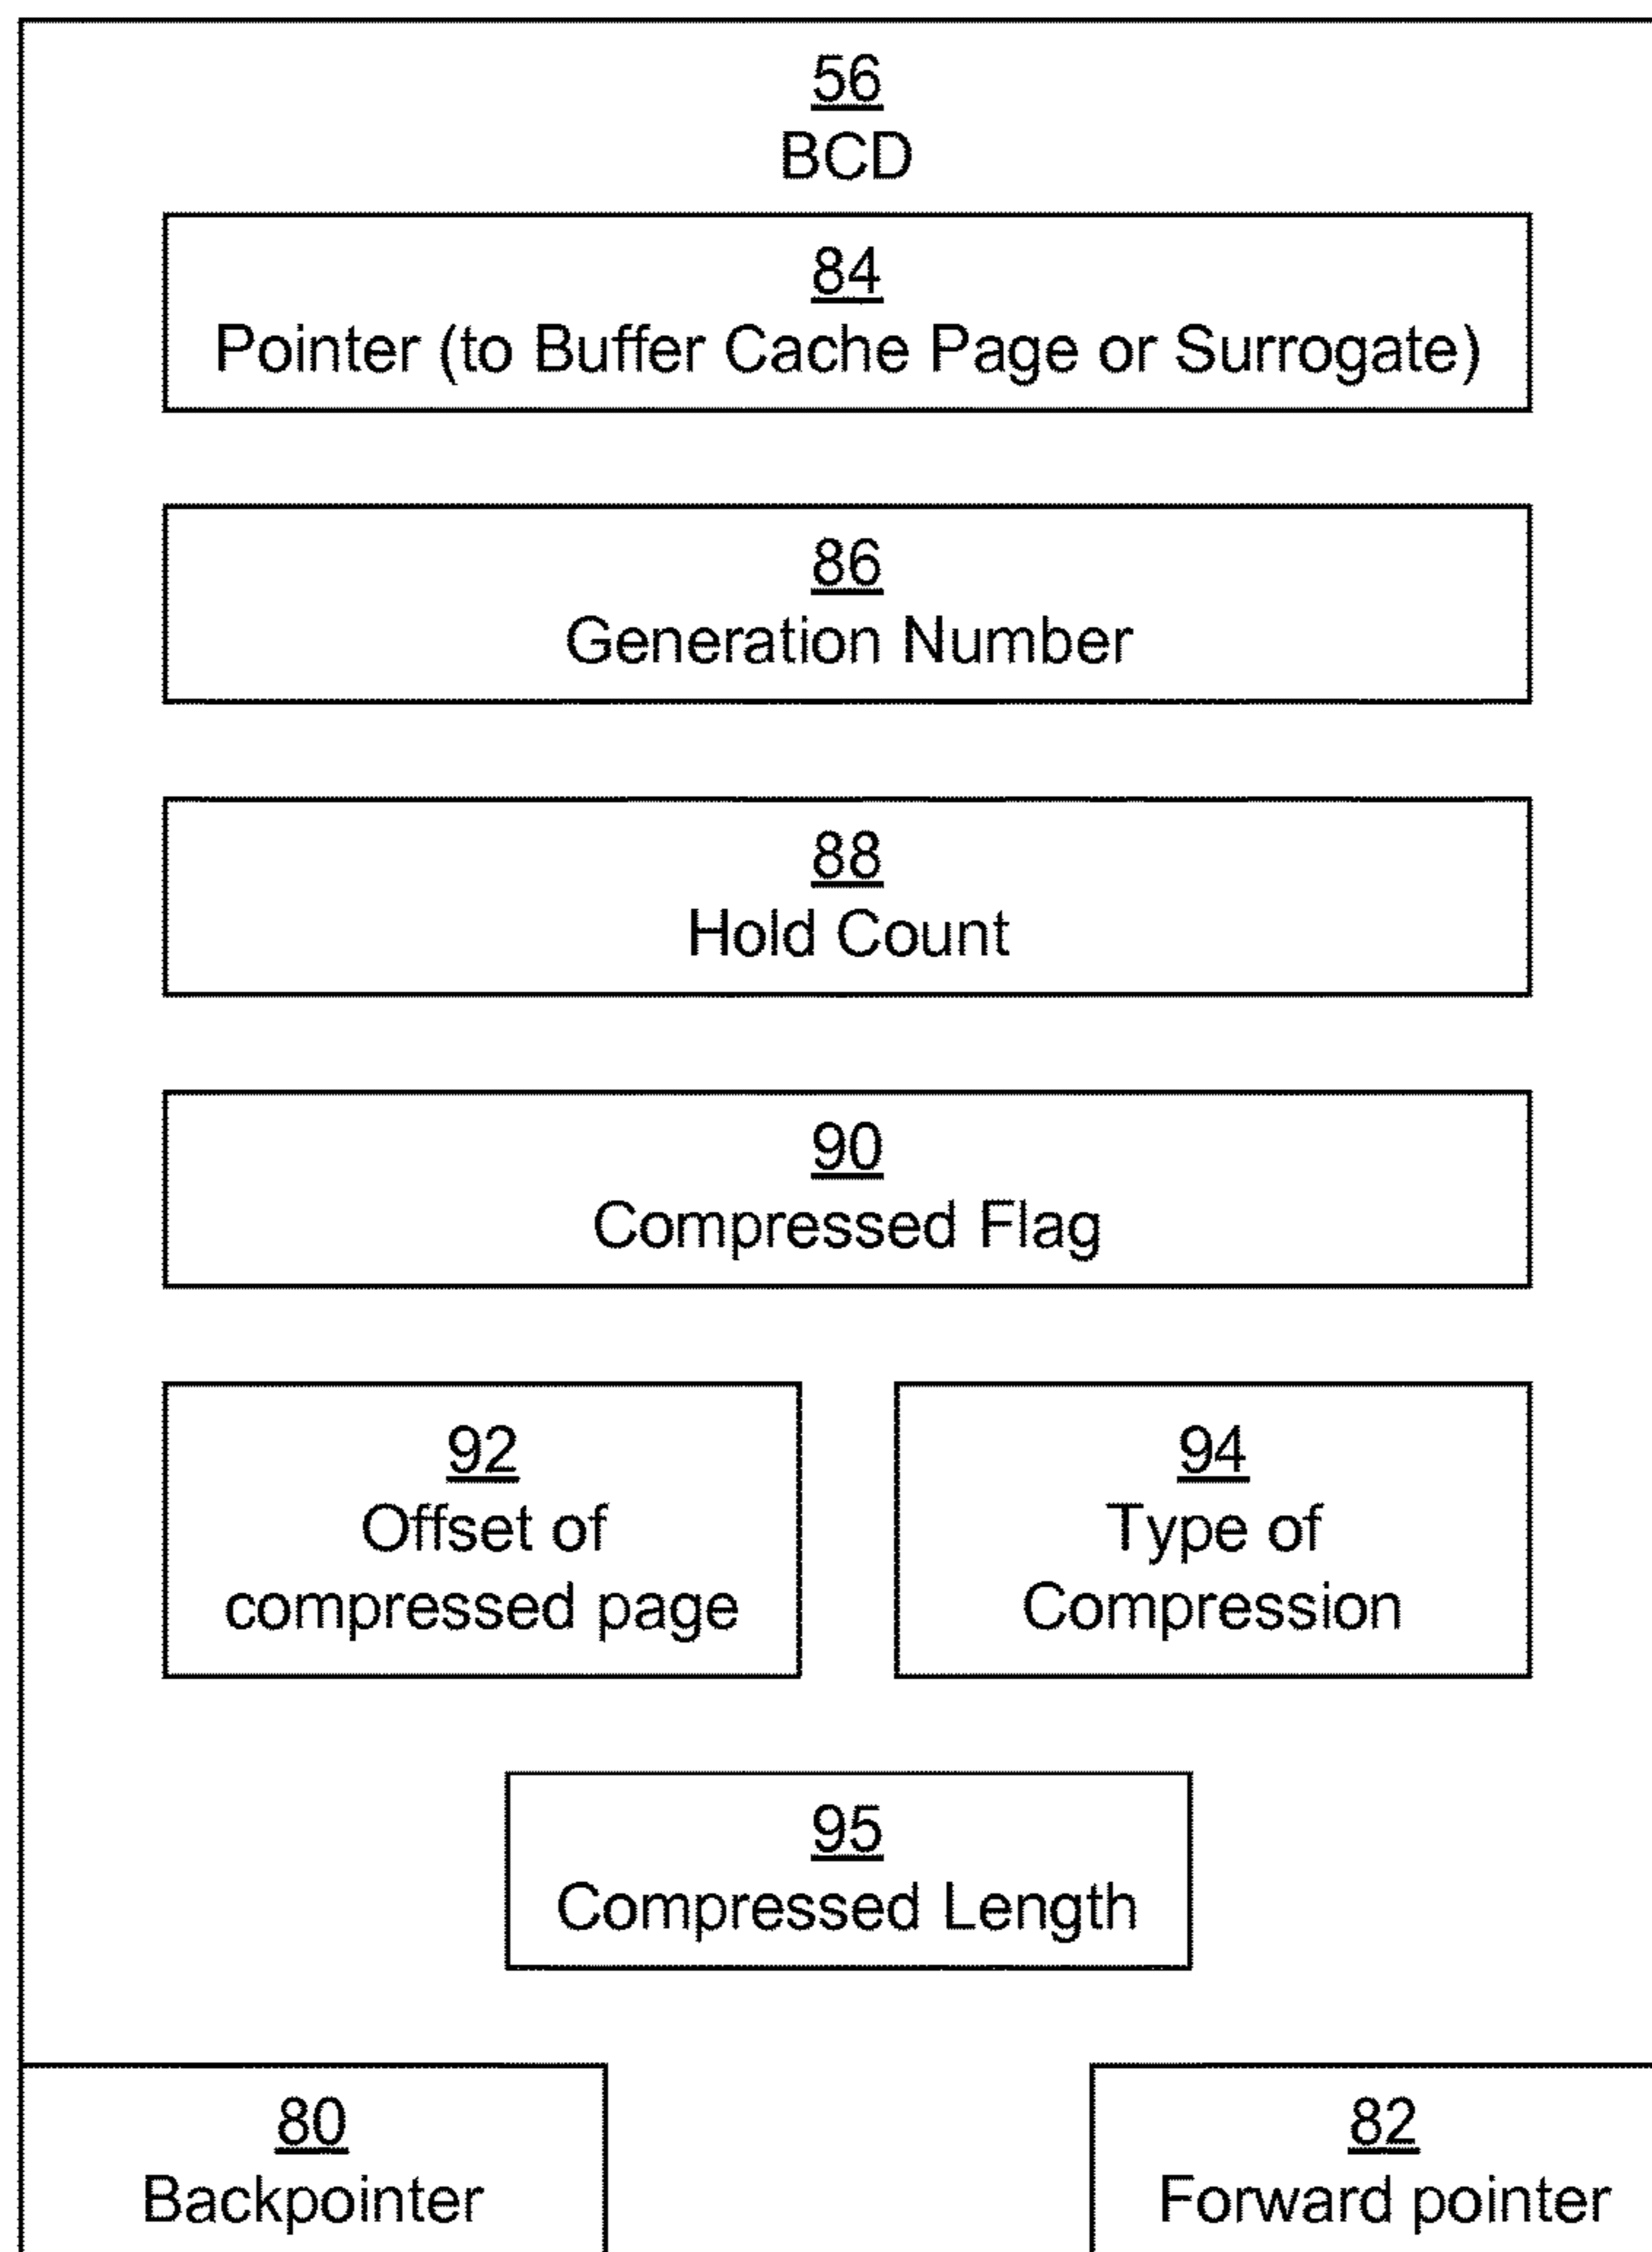 56
BCD
84
Pointer (to Buffer Cache Page or Surrogate)
86
Generation Number
88
Hold Count
90
Compressed Flag
92
Offset of
compressed page
94
Type of
Compression
95
Compressed Length
80
Backpointer
82
Forward pointer